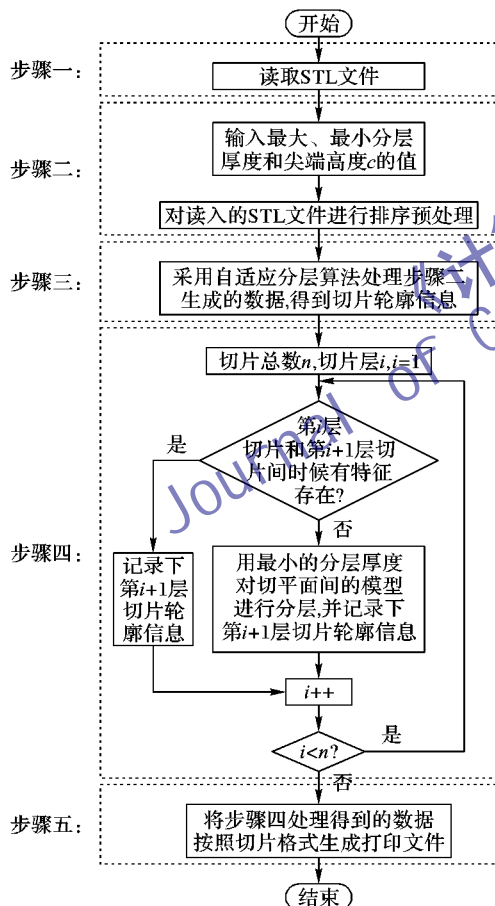 开始
步骤一：
读取STL文件
步骤二：
输入最大、最小分层
厚度和尖端高度c的值
对读入的STL文件进行排序预处理
步骤三：
采用自适应分层算法处理步骤二
生成的数据,得到切片轮廓信息
切片总数n,切片层i,i=1
第i层
切片和第i+1层切
片间时候有特征
存在?
是
否
步骤四：
记录下
第i+1层
切片轮
廓信息
用最小的分层厚度
对切平面间的模型
进行分层,并记录下
第i+1层切片轮廓信息
i++
i<n?
是
否
步骤五：
将步骤四处理得到的数据
按照切片格式生成打印文件
结束
Journal of